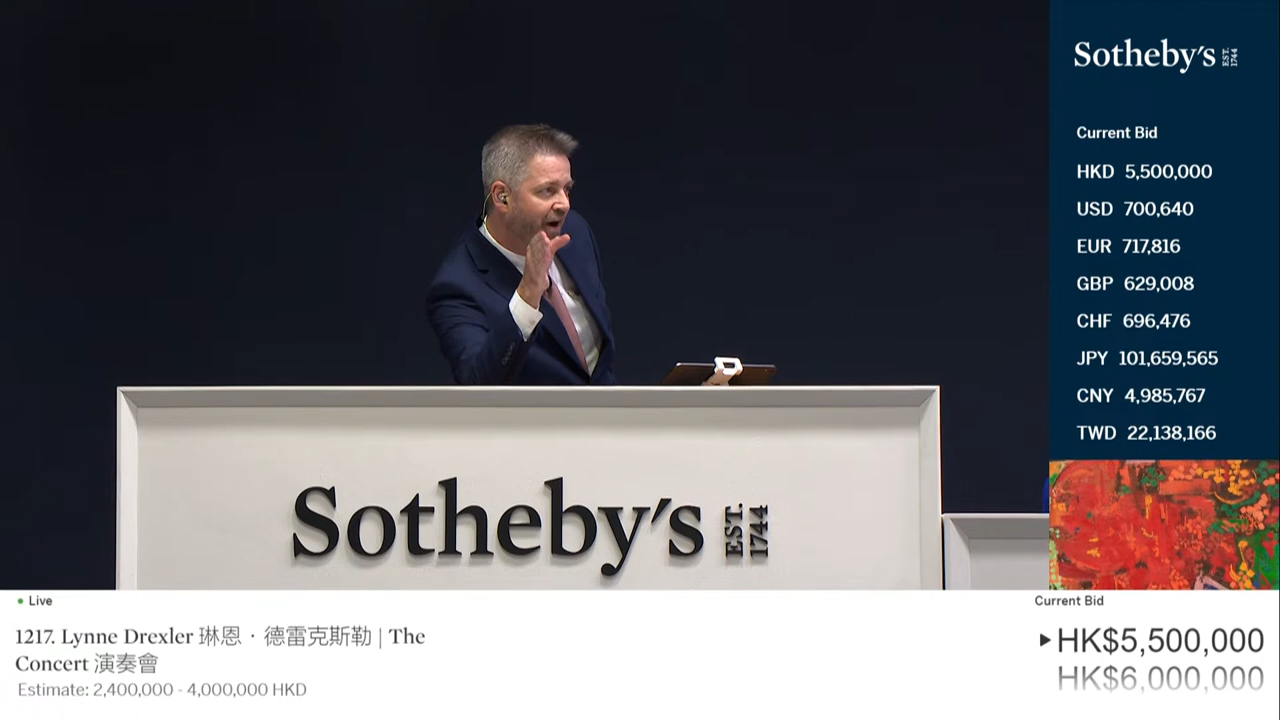 Sotheby's EST. 1744
Current Bid
HKD 5,500,000
USD 700,640
EUR 717,816
GBP 629,008
CHF 696,476
JPY 101,659,565
CNY 4,985,767
TWD 22,138,166
Sotheby's EST. 1744
Live
1217. Lynne Drexler 琳恩·德雷克斯勒 | The
Concert 演奏會
Estimate: 2,400,000 - 4,000,000 HKD
Current Bid
HK$5,500,000
HK$6,000,000